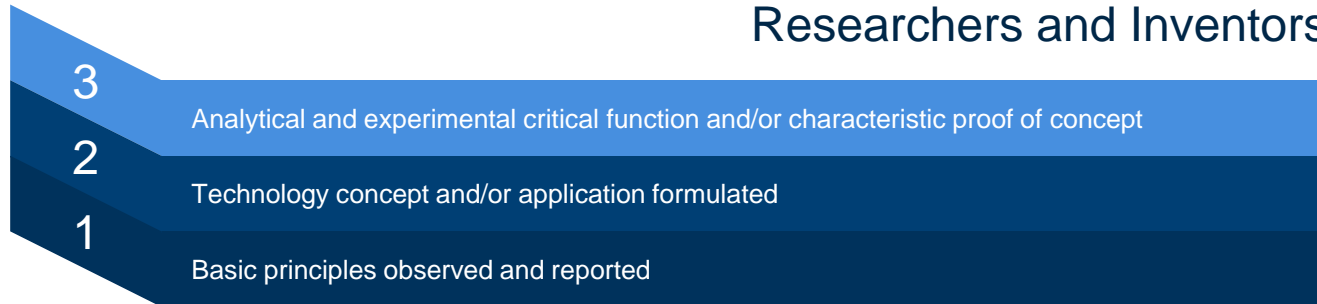 Researchers and Inventors
3
Analytical and experimental critical function and/or characteristic proof of concept
2
Technology concept and/or application formulated
1
Basic principles observed and reported